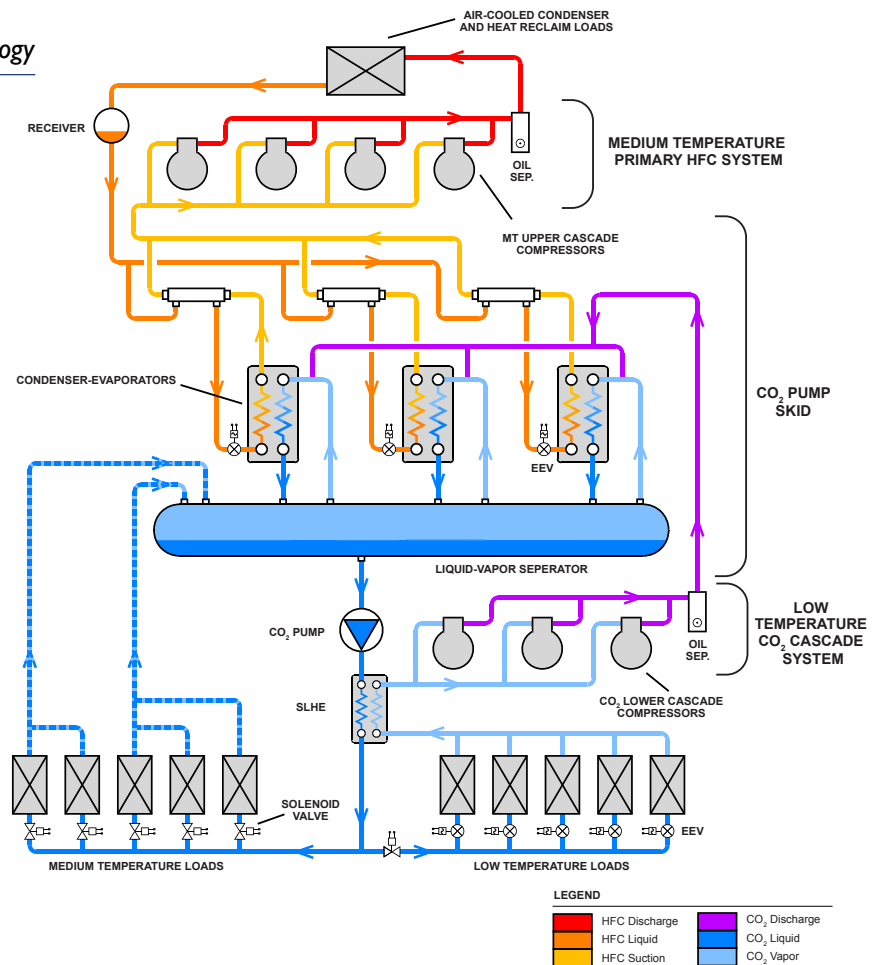 ogy
AIR-COOLED CONDENSER
AND HEAT RECLAIM LOADS
RECEIVER
OIL
SEP.
MEDIUM TEMPERATURE
PRIMARY HFC SYSTEM
MT UPPER CASCADE
COMPRESSORS
CONDENSER-EVAPORATORS
CO₂ PUMP
SKID
EEV
LIQUID-VAPOR SEPERATOR
CO₂ PUMP
OIL
SEP.
LOW
TEMPERATURE
CO₂ CASCADE
SYSTEM
SLHE
CO₂ LOWER CASCADE
COMPRESSORS
SOLENOID
VALVE
EEV
MEDIUM TEMPERATURE LOADS
LOW TEMPERATURE LOADS
LEGEND
HFC Discharge
HFC Liquid
HFC Suction
CO₂ Discharge
CO₂ Liquid
CO₂ Vapor